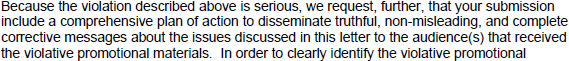 Because the violation described above is serious, we request, further, that your submission
include a comprehensive plan of action to disseminate truthful, non-misleading, and complete
corrective messages about the issues discussed in this letter to the audience(s) that received
the violative promotional materials.  In order to clearly identify the violative promotional